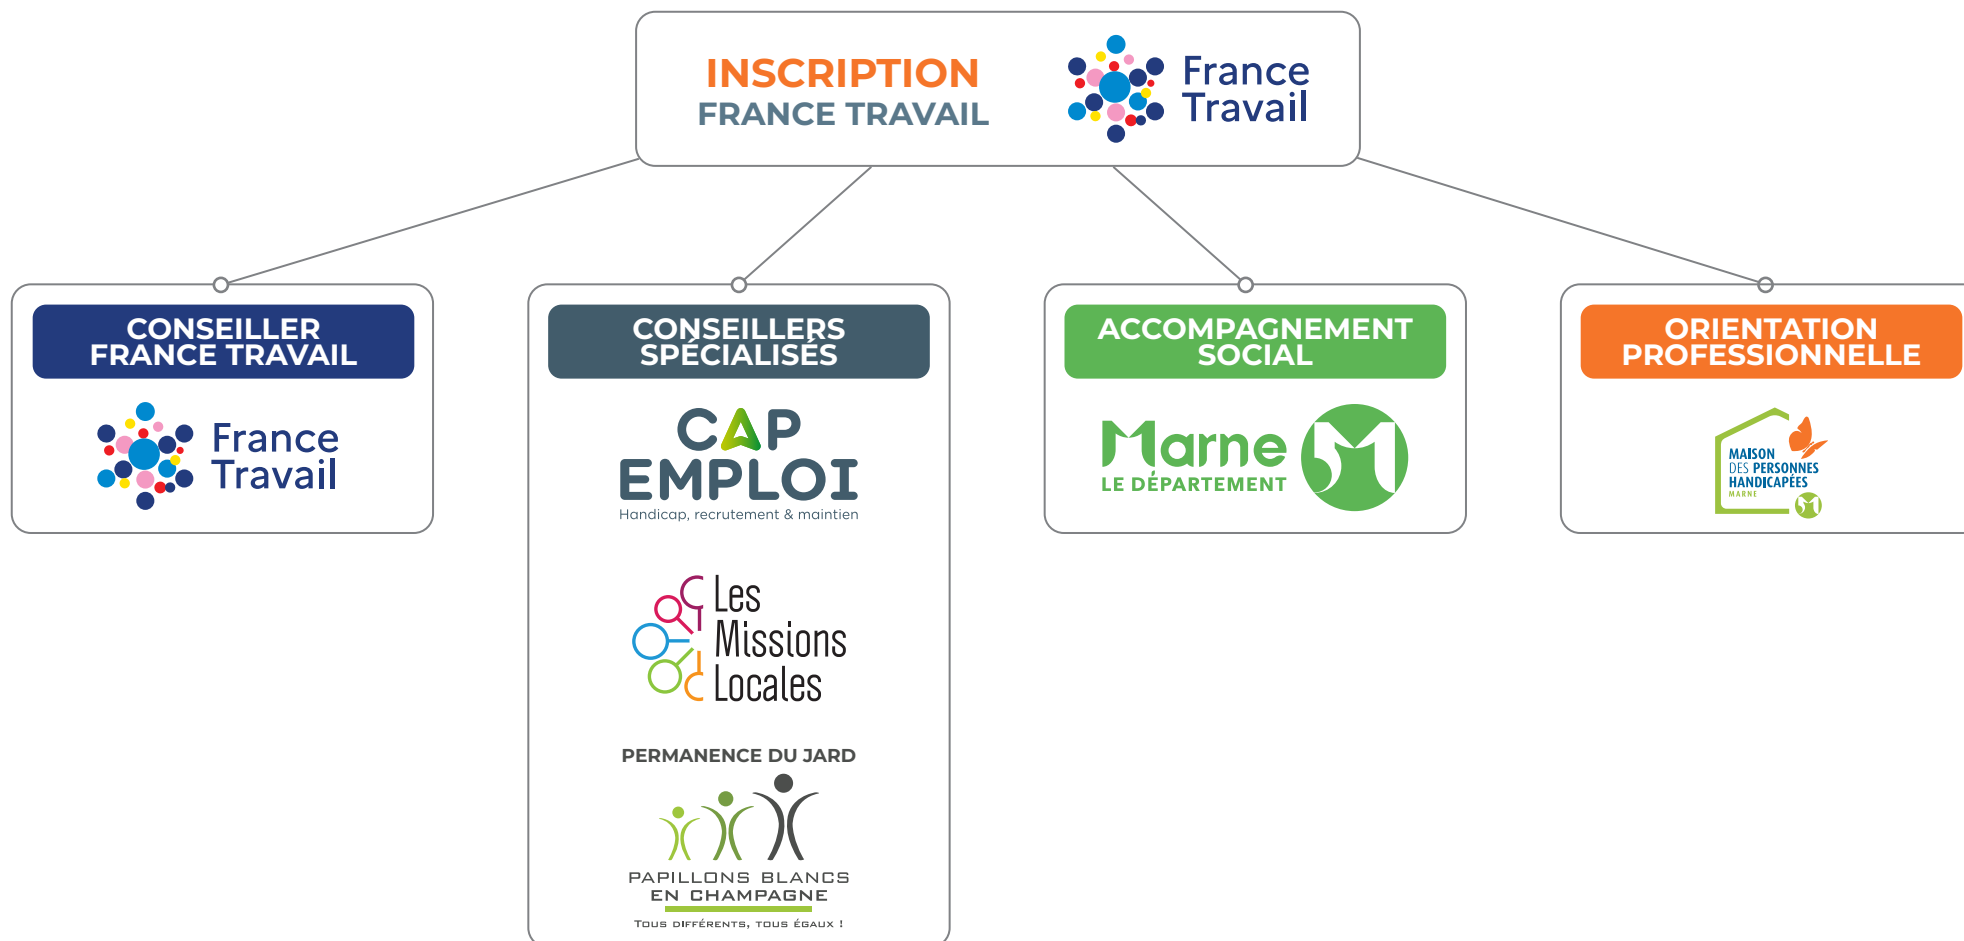 INSCRIPTION
FRANCE TRAVAIL
France
Travail
CONSEILLER
FRANCE TRAVAIL
France
Travail
CONSEILLERS
SPÉCIALISÉS
CAP
EMPLOI
Handicap, recrutement & maintien
Les
Missions
Locales
PERMANENCE DU JARD
PAPILLONS BLANCS
EN CHAMPAGNE
TOUS DIFFÉRENTS, TOUS ÉGAUX !
ACCOMPAGNEMENT
SOCIAL
Marne
LE DÉPARTEMENT
51
ORIENTATION
PROFESSIONNELLE
MAISON
DES PERSONNES
HANDICAPÉES
MARNE
51